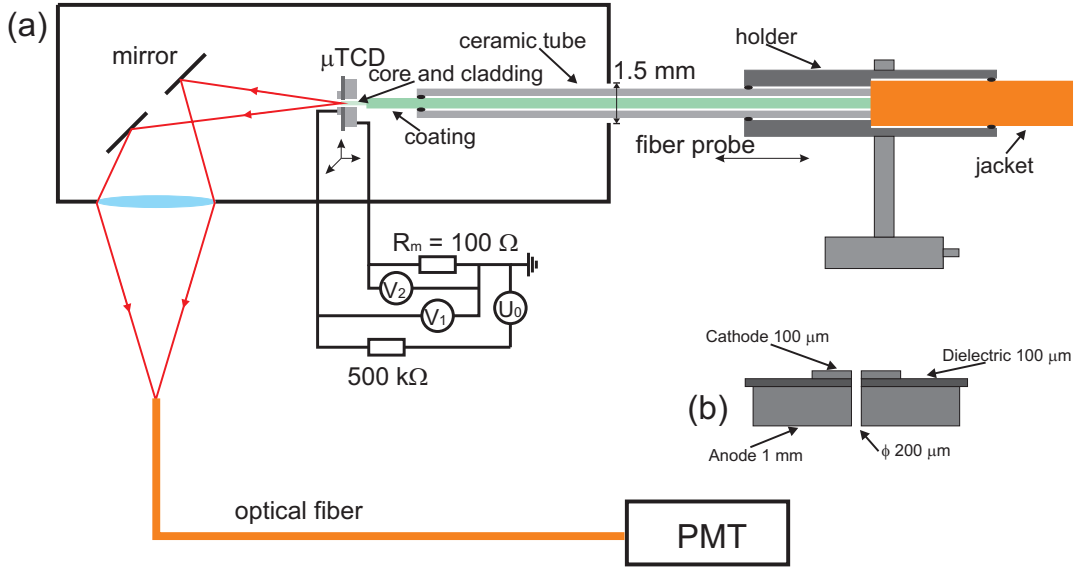 (a)
mirror
μTCD
core and cladding
coating
ceramic tube
1.5 mm
holder
fiber probe
jacket
Rm = 100 Ω
V2
V1
U0
500 kΩ
Cathode 100 μm
Dielectric 100 μm
(b)
Anode 1 mm
ϕ 200 μm
optical fiber
PMT